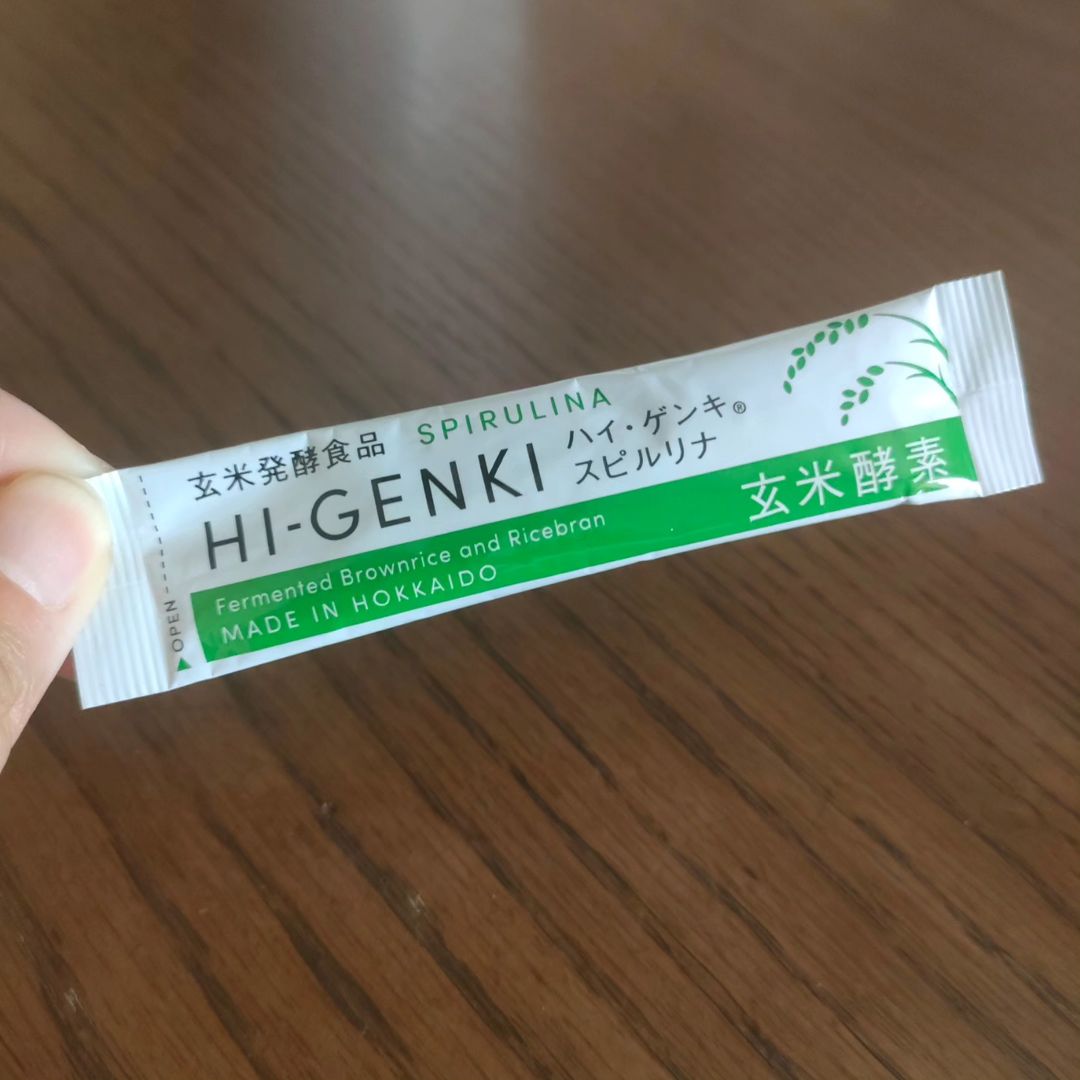 玄米発酵食品 SPIRULINA
HI-GENKI ハイ・ゲンキ®
スピルリナ
Fermented Brownrice and Ricebran
MADE IN HOKKAIDO
玄米酵素
OPEN